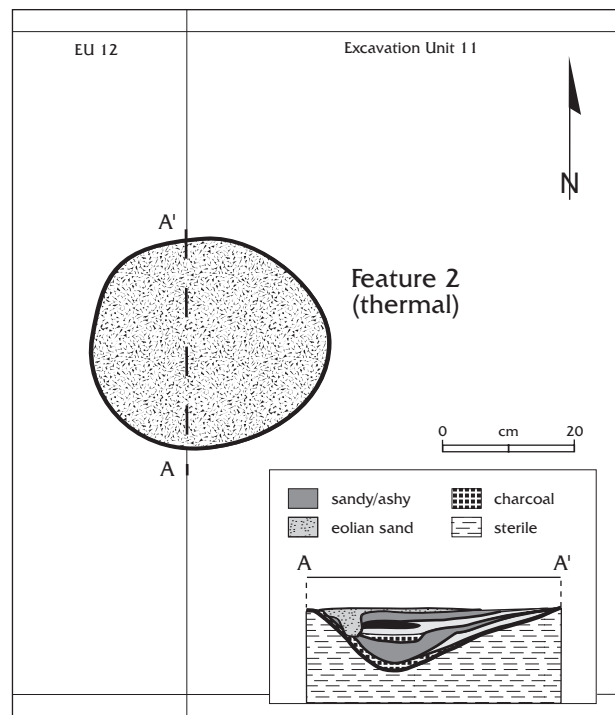 EU 12
Excavation Unit 11
N
A'
Feature 2
(thermal)
A
0 cm 20
sandy/ashy
charcoal
eolian sand
sterile
A A'